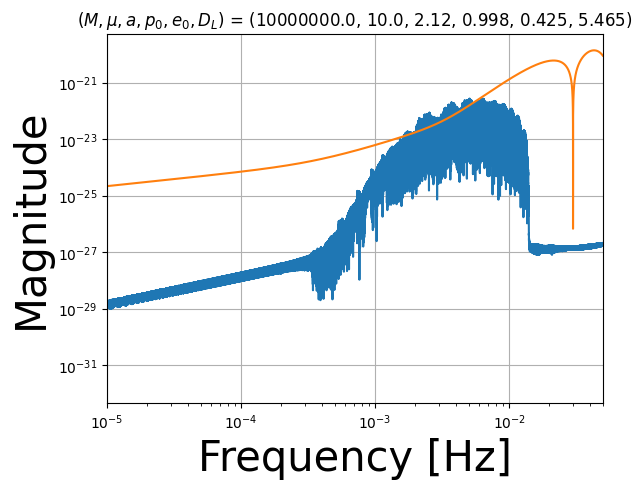 (M, μ, a, p₀, e₀, D_L) = (10000000.0, 10.0, 2.12, 0.998, 0.425, 5.465)
Magnitude
10⁻²¹
10⁻²³
10⁻²⁵
10⁻²⁷
10⁻²⁹
10⁻³¹
10⁻⁵ 10⁻⁴ 10⁻³ 10⁻²
Frequency [Hz]